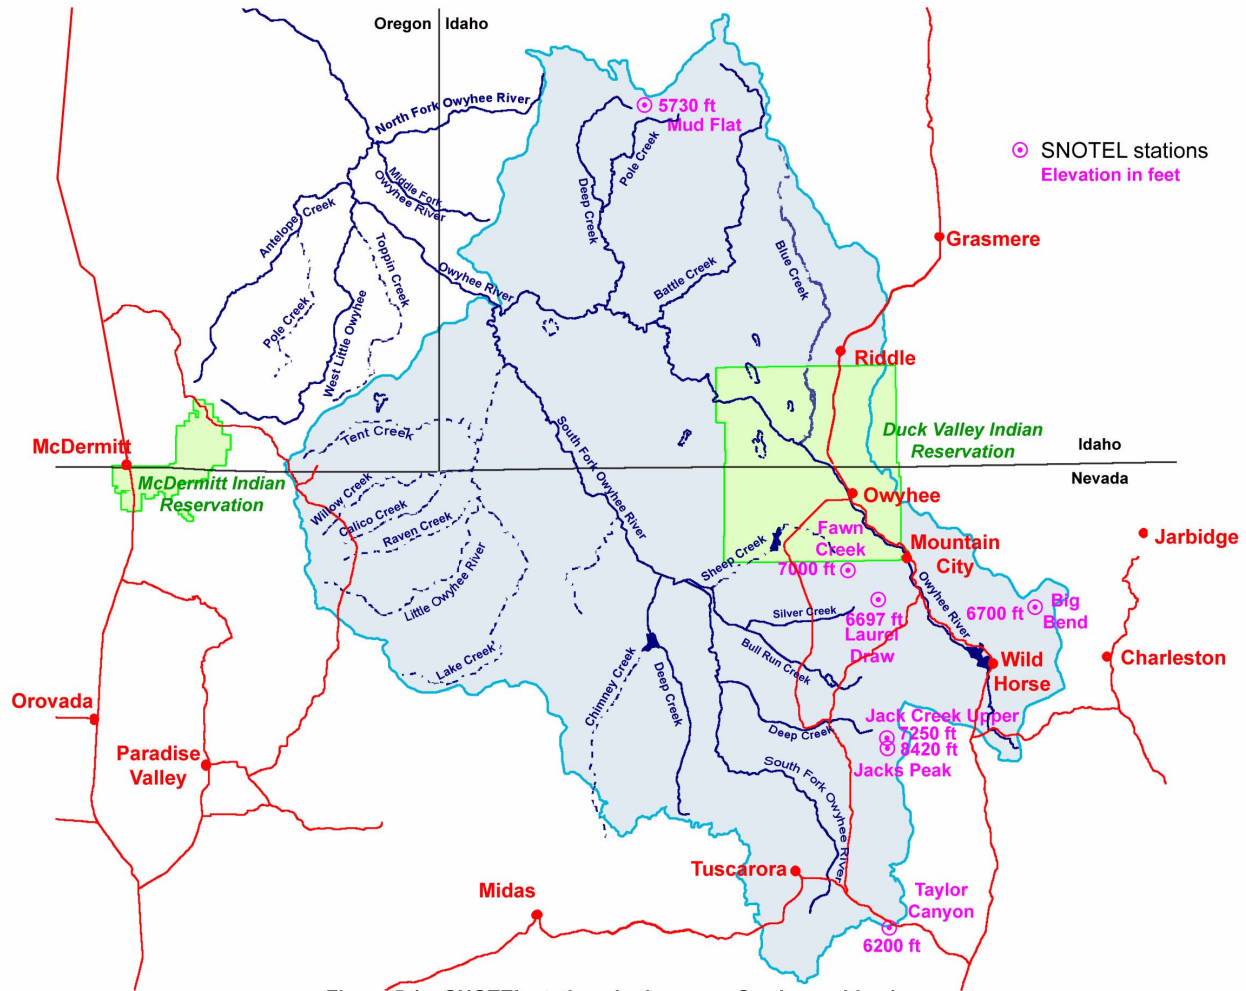 Oregon
Idaho
North Fork Owyhee River
5730 ft
Mud Flat
Pole Creek
SNOTEL stations
Elevation in feet
Middle Fork
Owyhee River
Antelope Creek
Deep Creek
Toppin Creek
Owyhee River
Battle Creek
Blue Creek
Grasmere
Pole Creek
West Little Owyhee
Riddle
McDermitt
Tent Creek
South Fork Owyhee River
Duck Valley Indian
Reservation
Idaho
Nevada
McDermitt Indian
Reservation
Willow Creek
Calico Creek
Raven Creek
Owyhee
Fawn
Creek
7000 ft
Sheep Creek
Mountain
City
Jarbidge
Little Owyhee River
Owyhee River
Silver Creek
6697 ft
Laurel
Draw
6700 ft
Big
Bend
Bull Run Creek
Lake Creek
Chimney Creek
Deep Creek
Wild
Horse
Charleston
Orovada
Paradise
Valley
Deep Creek
Jack Creek Upper
7250 ft
8420 ft
Jacks Peak
South Fork Owyhee River
Tuscarora
Midas
Taylor
Canyon
6200 ft